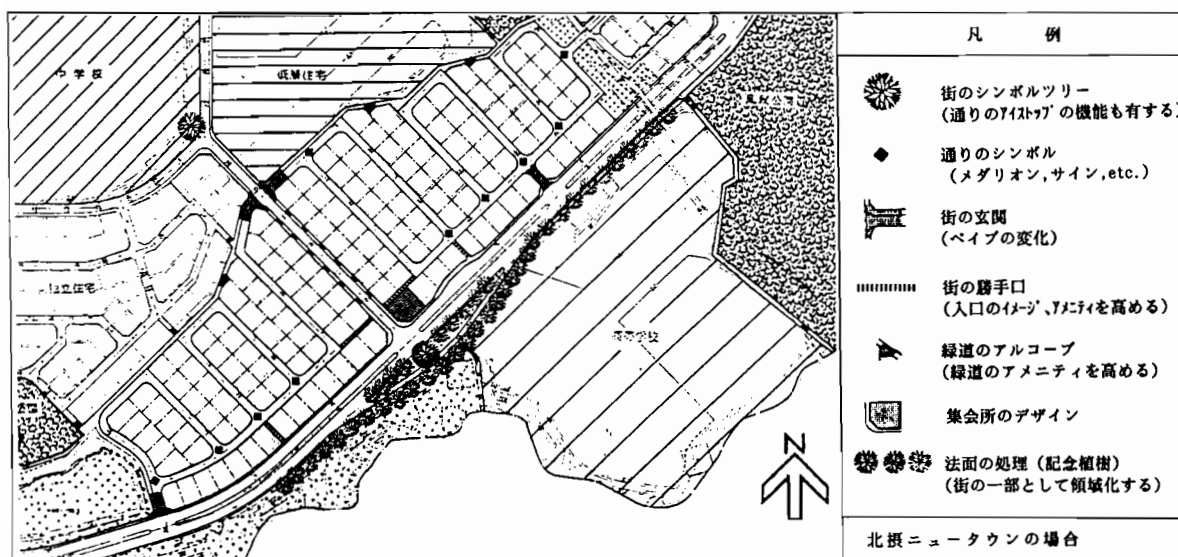 中学校
低層住宅
風致公園
凡例
街のシンボルツリー
(通りのアイストップの機能も有する)
通りのシンボル
(メダリオン,サイン,etc.)
街の玄関
(ペイブの変化)
街の勝手口
(入口のイメージ、アメニティを高める)
緑道のアルコーブ
(緑道のアメニティを高める)
集会所のデザイン
法面の処理(記念植樹)
(街の一部として領域化する)
N
北摂ニュータウンの場合